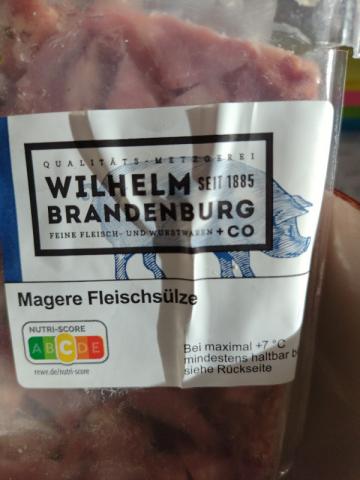 QUALITÄTS-METZGEREI
WILHELM SEIT 1885
BRANDENBURG
FEINE FLEISCH- UND WURSTWAREN + CO
Magere Fleischsülze
NUTRI-SCORE
A B C D E
rewe.de/nutri-score
Bei maximal +7 °C
mindestens haltbar b
siehe Rückseite